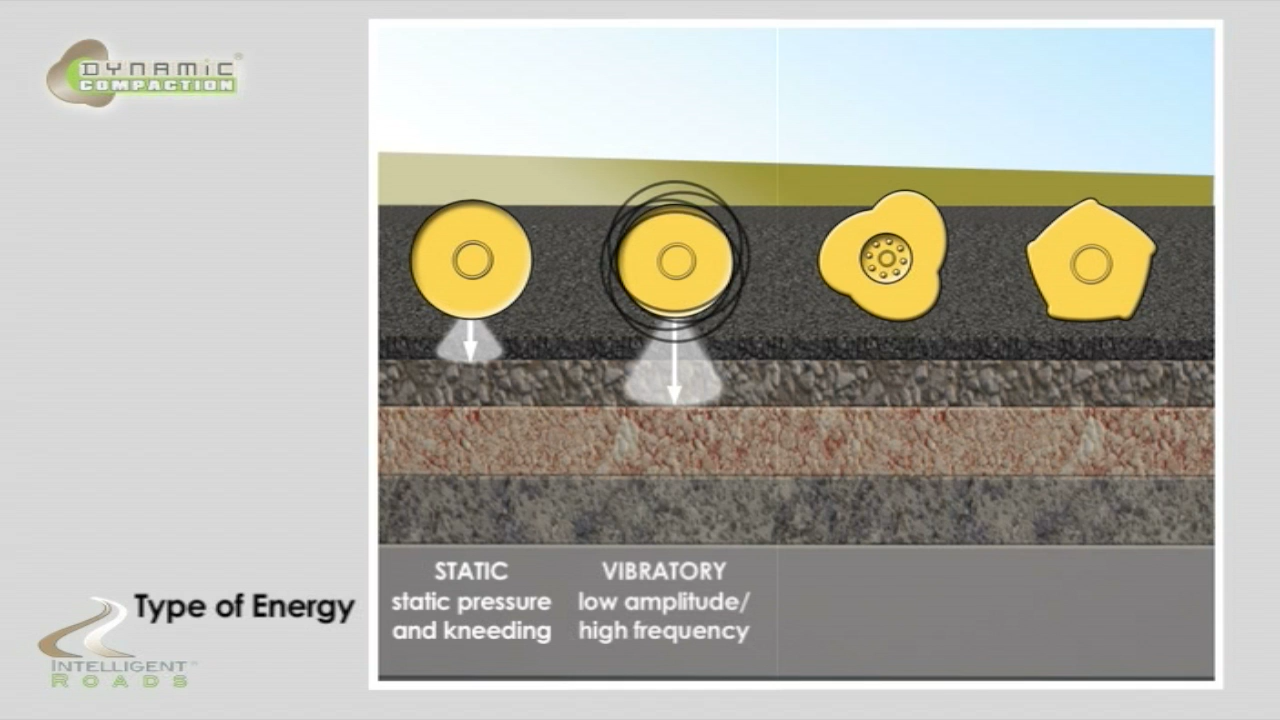 DYNAMiC®
COMPACTION
STATIC
static pressure
and kneeding
VIBRATORY
low amplitude/
high frequency
Type of Energy
INTELLIGENT
ROADS